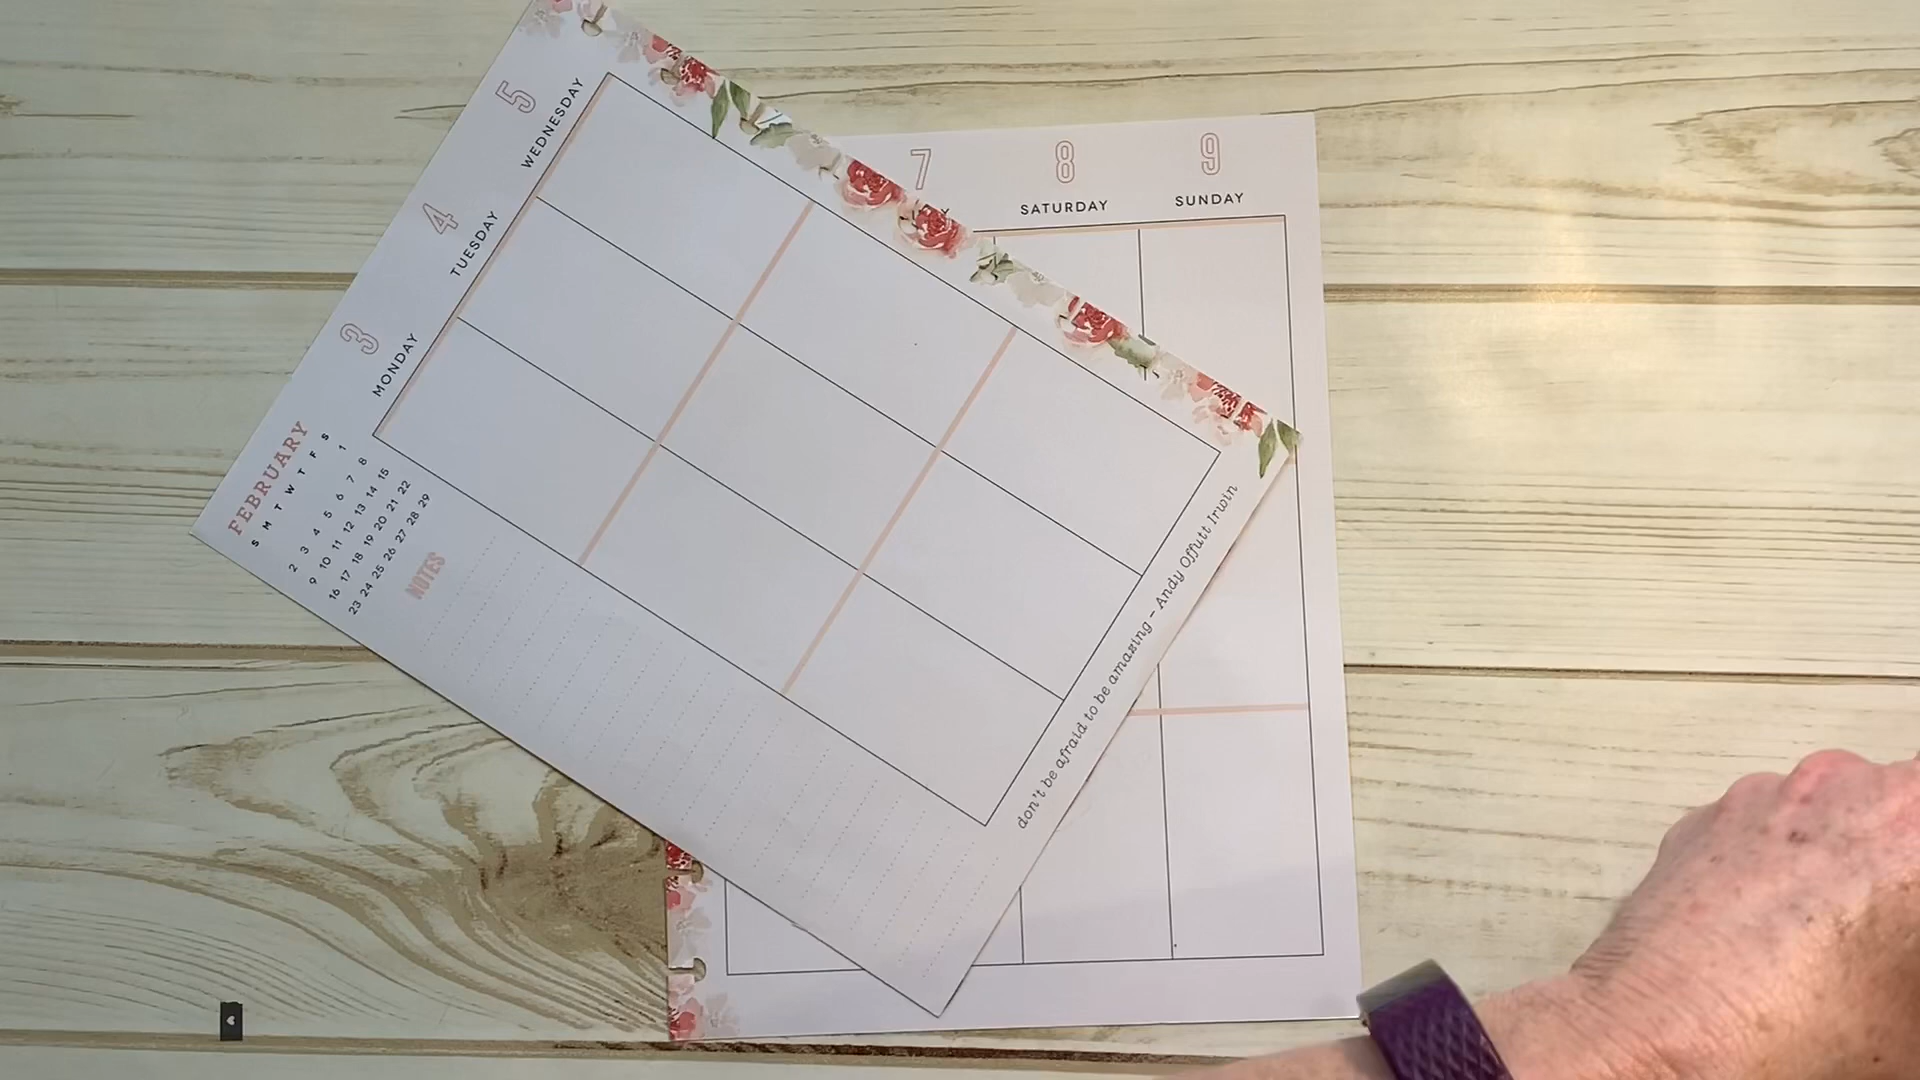 FEBRUARY
S M T W T F S
1
2 3 4 5 6 7 8
9 10 11 12 13 14 15
16 17 18 19 20 21 22
23 24 25 26 27 28 29
NOTES
3
MONDAY
4
TUESDAY
5
WEDNESDAY
don't be afraid to be amazing - Andy Offutt Irwin
7
8
SATURDAY
9
SUNDAY